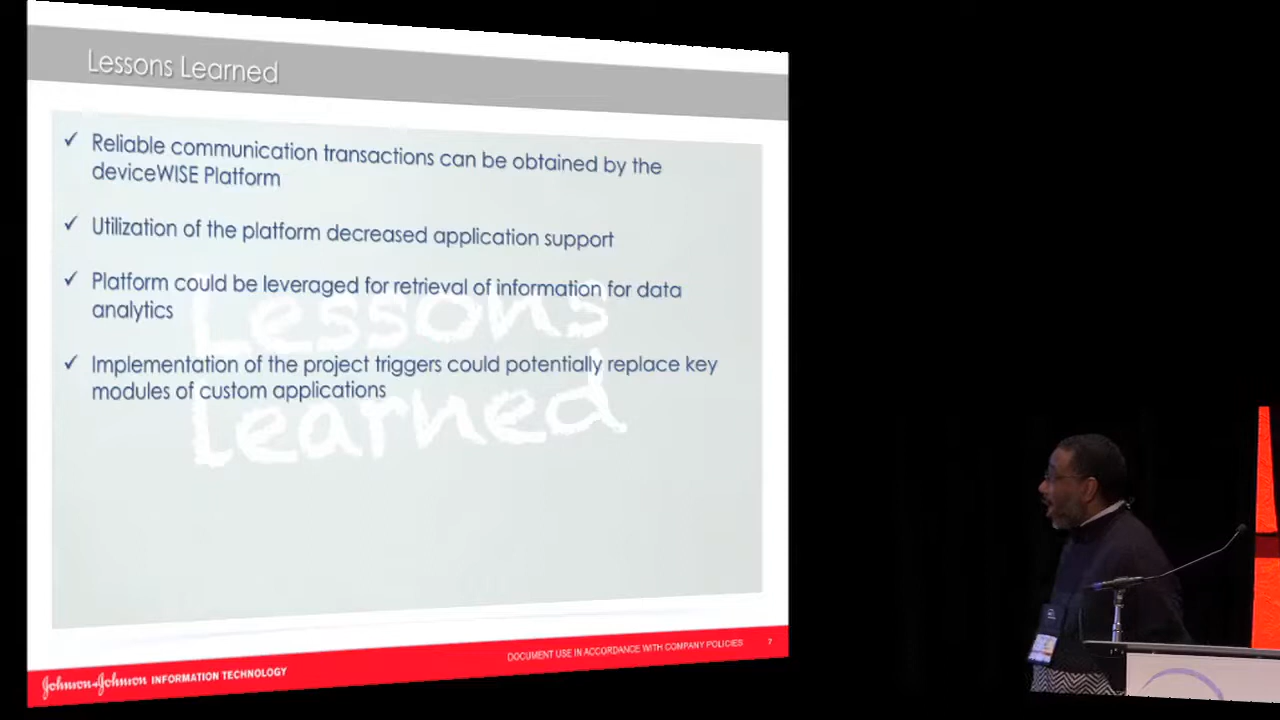 Lessons Learned
✓ Reliable communication transactions can be obtained by the
deviceWISE Platform
✓ Utilization of the platform decreased application support
✓ Platform could be leveraged for retrieval of information for data
analytics
✓ Implementation of the project triggers could potentially replace key
modules of custom applications
Lessons
Learned
DOCUMENT USE IN ACCORDANCE WITH COMPANY POLICIES 7
Johnson & Johnson INFORMATION TECHNOLOGY